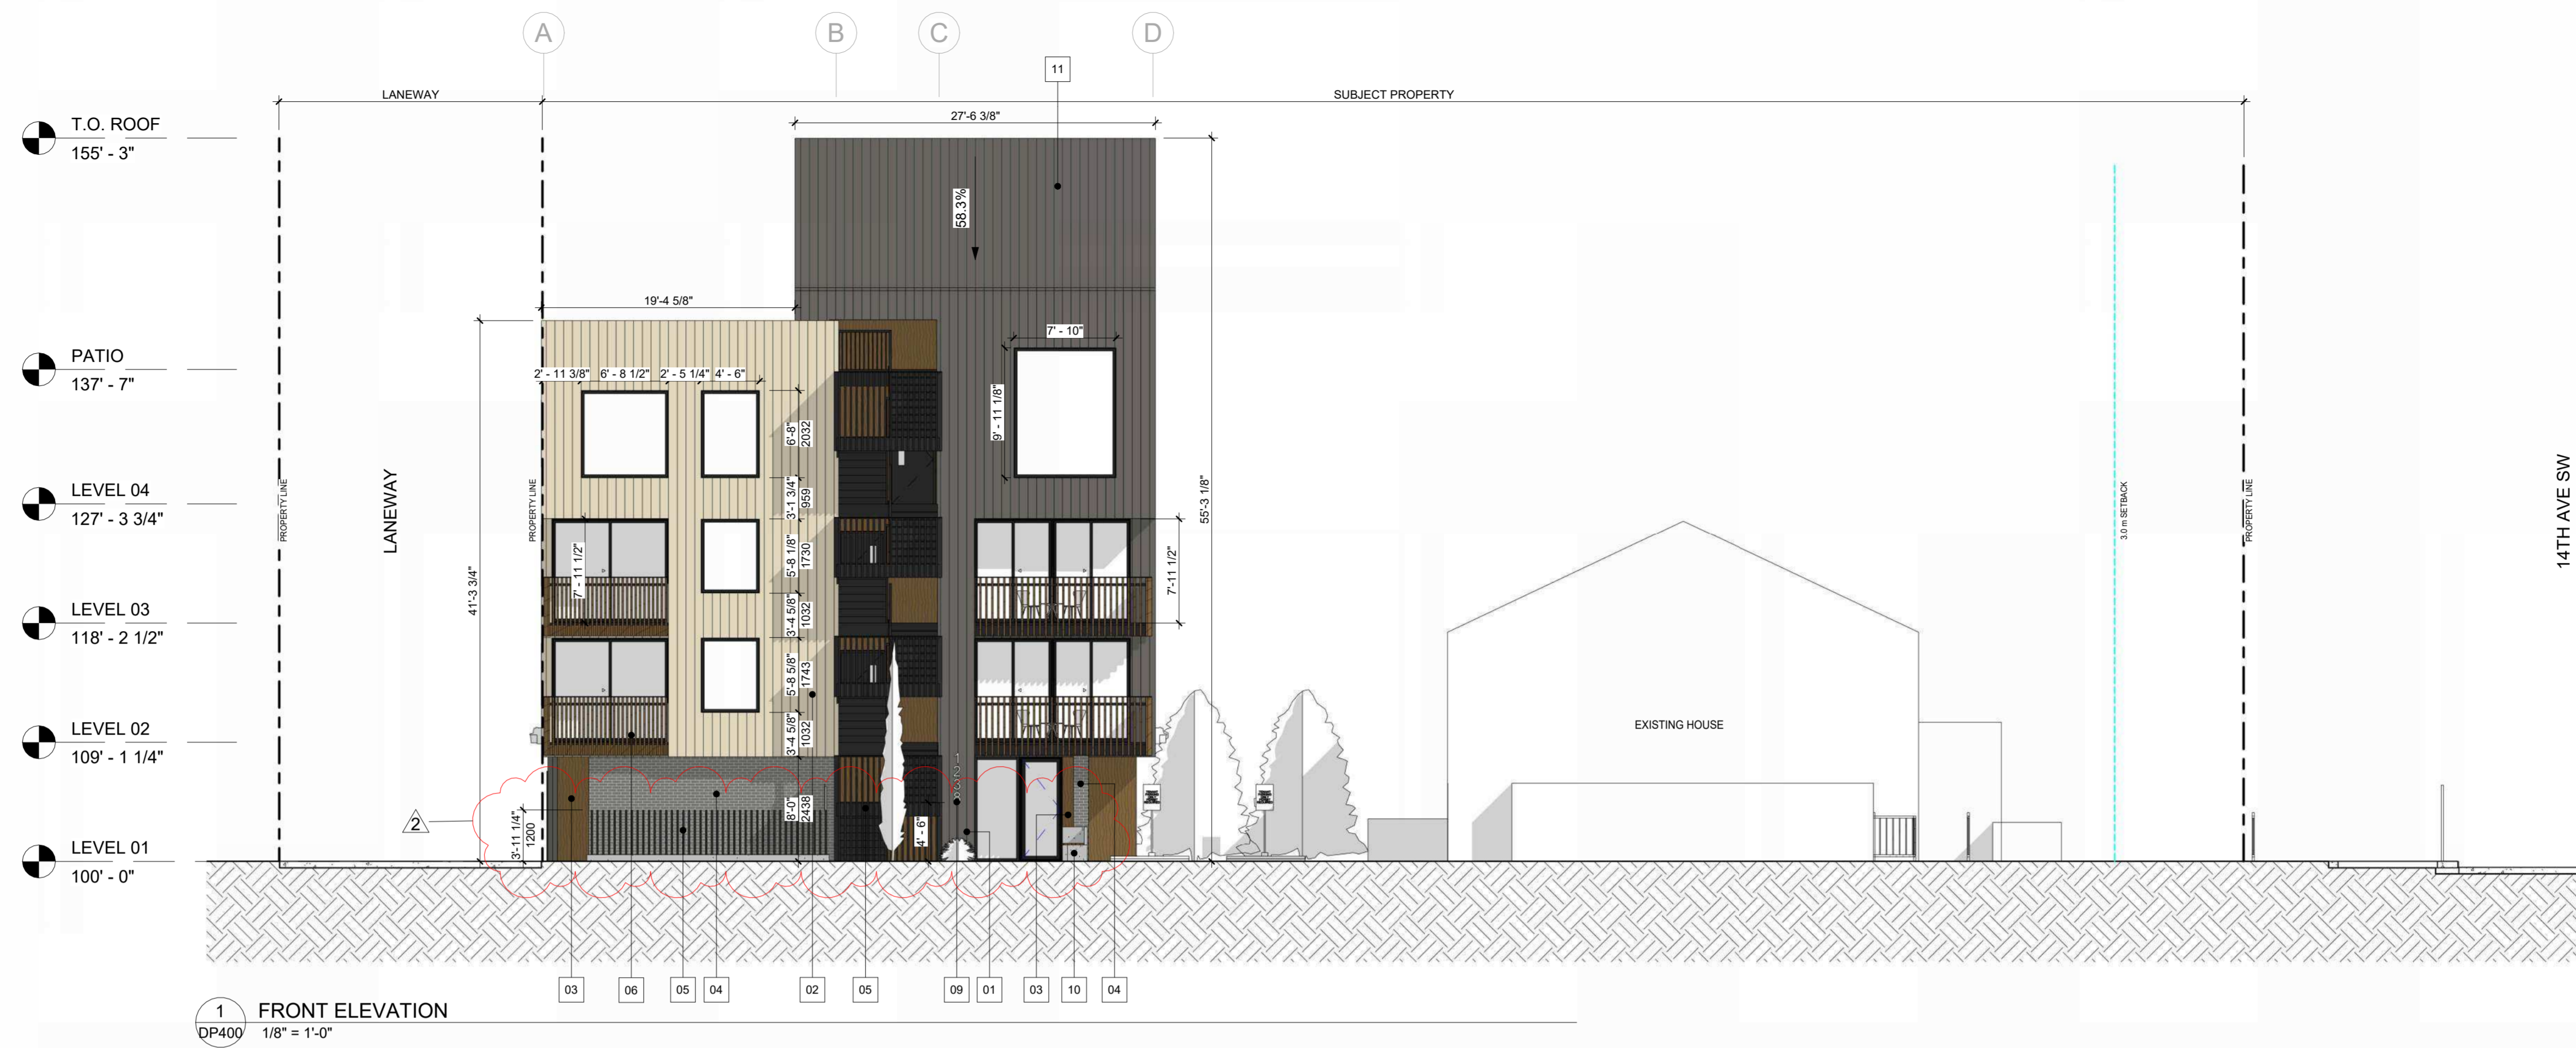 A
B
C
D
11
LANEWAY
SUBJECT PROPERTY
27'-6 3/8"
T.O. ROOF
155' - 3"
58.3%
19'-4 5/8"
7' - 10"
PATIO
137' - 7"
2' - 11 3/8"
6' - 8 1/2"
2' - 5 1/4"
4' - 6"
9' - 11 1/8"
6'-8"
2032
LEVEL 04
127' - 3 3/4"
PROPERTY LINE
LANEWAY
PROPERTY LINE
3'-1 3/4"
959
55'-3 1/8"
3.0 m SETBACK
PROPERTY LINE
14TH AVE SW
41'-3 3/4"
7' - 11 1/2"
5'-8 1/8"
1730
7'-11 1/2"
LEVEL 03
118' - 2 1/2"
3'-4 5/8"
1032
5'-8 5/8"
1743
LEVEL 02
109' - 1 1/4"
3'-4 5/8"
1032
EXISTING HOUSE
1
2
3
8
2
3'-11 1/4"
1200
8'-0"
2438
4' - 6"
LEVEL 01
100' - 0"
03
06
05
04
02
05
09
01
03
10
04
1
DP400
FRONT ELEVATION
1/8" = 1'-0"